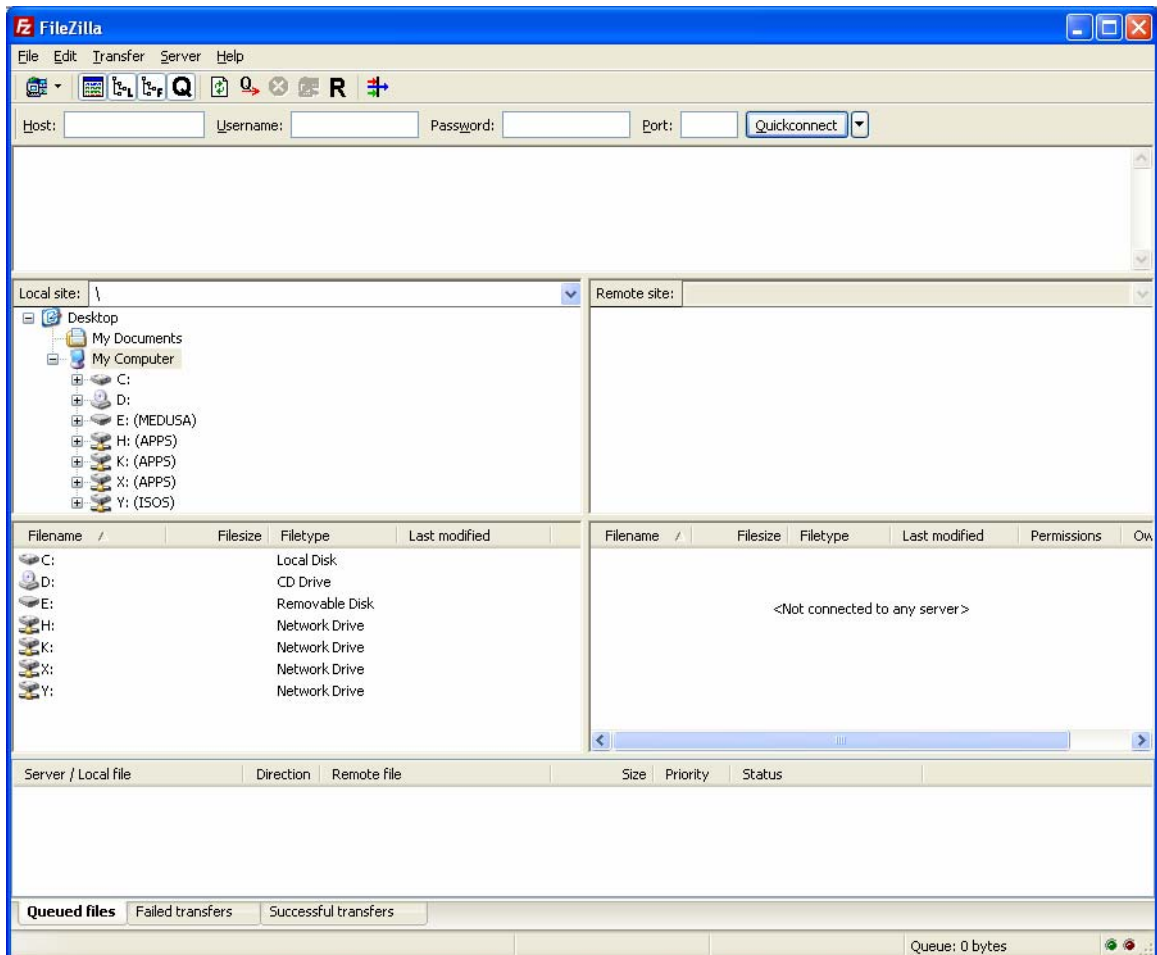 FileZilla
File Edit Transfer Server Help
Q Q R
Host: Username: Password: Port: Quickconnect
Local site: \ Remote site:
Desktop
My Documents
My Computer
C:
D:
E: (MEDUSA)
H: (APPS)
K: (APPS)
X: (APPS)
Y: (ISOS)
Filename Filesize Filetype Last modified Filename Filesize Filetype Last modified Permissions Ow
C: Local Disk
D: CD Drive
E: Removable Disk
<Not connected to any server>
H: Network Drive
K: Network Drive
X: Network Drive
Y: Network Drive
Server / Local file Direction Remote file Size Priority Status
Queued files Failed transfers Successful transfers
Queue: 0 bytes